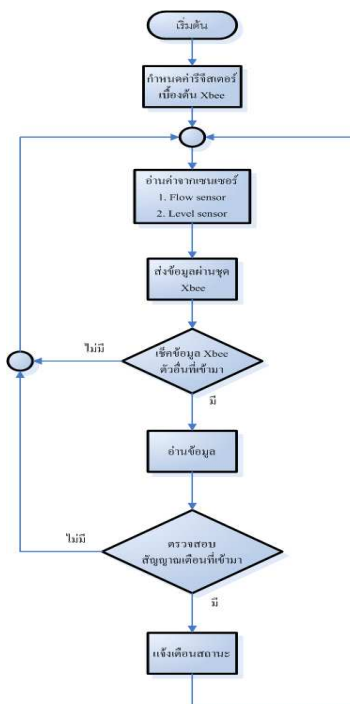 เริ่มต้น
กำหนดค่ารีจีสเตอร์
เบื้องต้น Xbee
อ่านค่าจากเซนเซอร์
1. Flow sensor
2. Level sensor
ส่งข้อมูลผ่านชุด
Xbee
ไม่มี
เช็คข้อมูล Xbee
ตัวอื่นที่เข้ามา
มี
อ่านข้อมูล
ไม่มี
ตรวจสอบ
สัญญาณเตือนที่เข้ามา
มี
แจ้งเตือนสถานะ